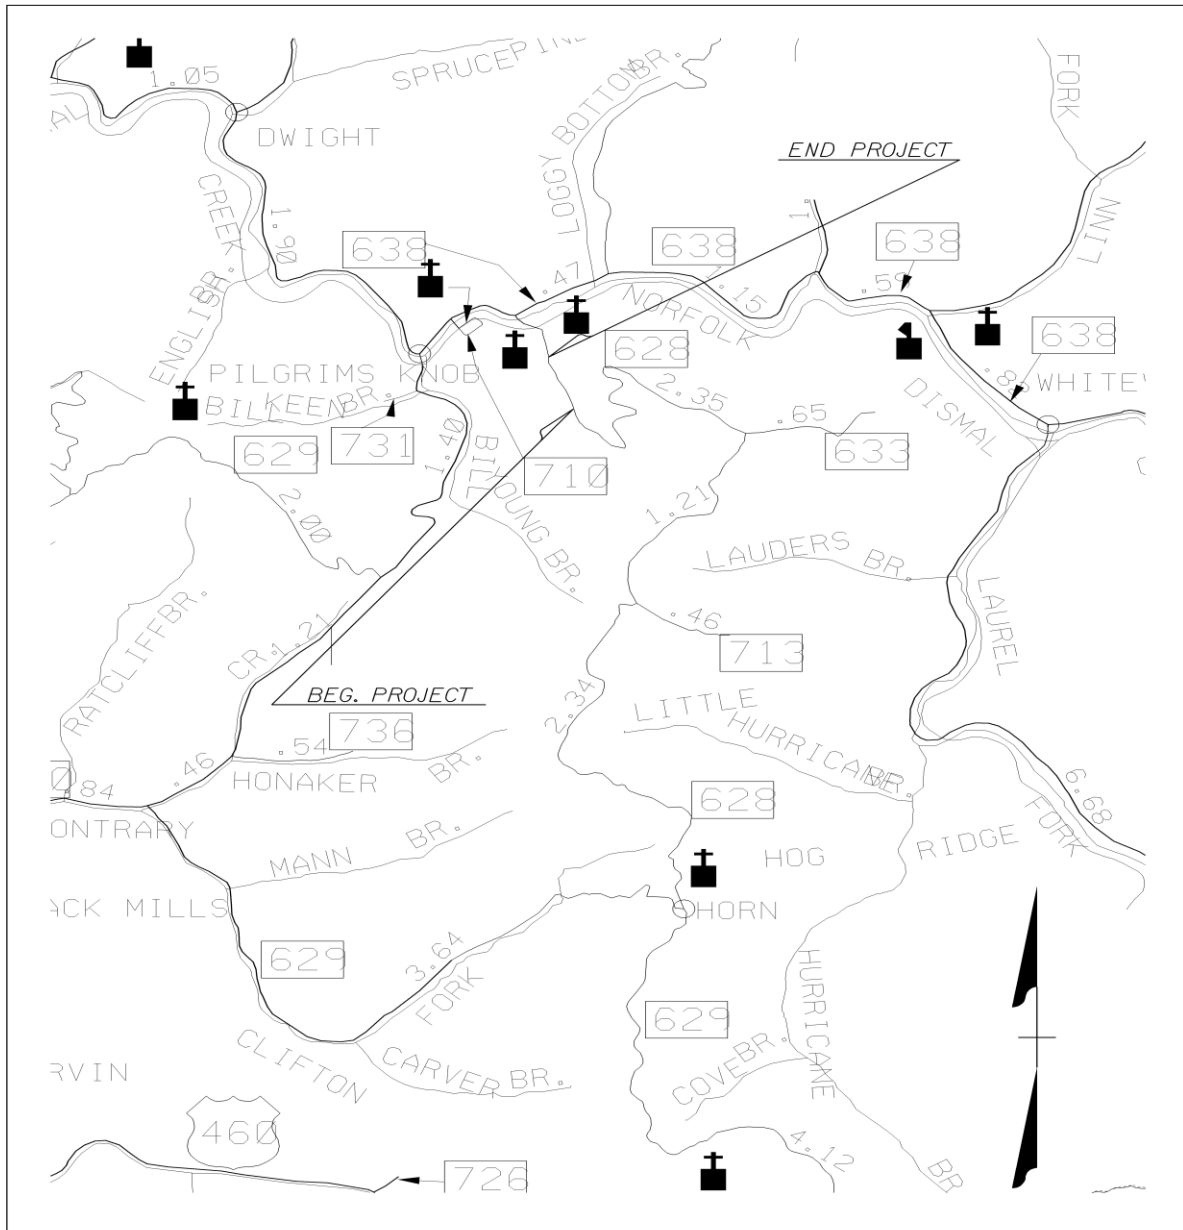 1.05
SPRUCEPINE
BR.
FORK
DWIGHT
LOGGY BOTTOM
END PROJECT
CREEK
1.90
LINN
638
638
638
.47
1.15
.59
NORFOLK
ENGLISH
BR.
628
638
PILGRIMS KNOB
2.35
.84
WHITEW
BILL KEEN BR.
DISMAL
.65
629
731
1.40
BILL YOUNG BR.
710
633
2.00
1.21
LAUDERS BR.
RATCLIFF BR.
LAUREL
CR.
1.21
.46
713
BEG. PROJECT
2.34
LITTLE
HURRICANE BR.
736
.54
.46
HONAKER BR.
.84
6.68
628
ONTRARY
MANN BR.
HOG
RIDGE
FORK
ACK MILLS
HORN
629
3.64
FORK
HURRICANE
BR
629
CLIFTON
CARVER BR.
COVE BR.
RVIN
460
4.12
726